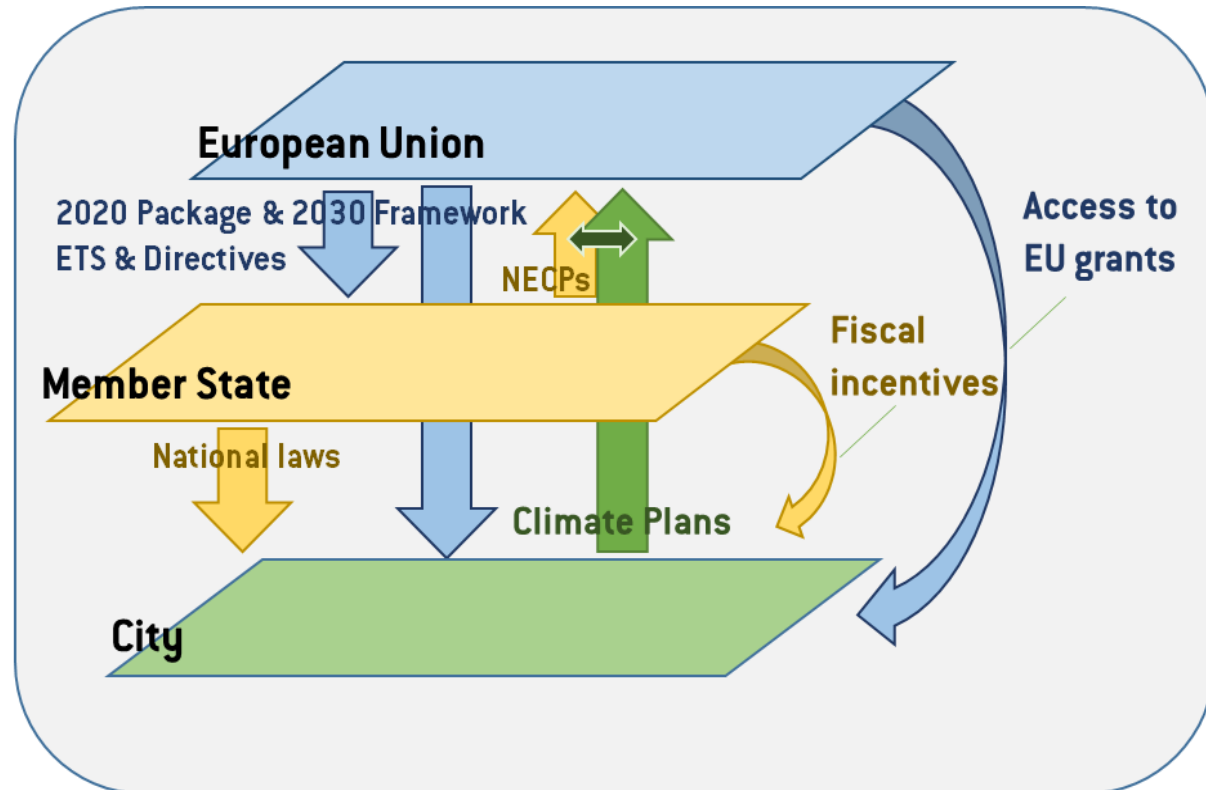 European Union
2020 Package & 2030 Framework
ETS & Directives
Access to
EU grants
NECPs
Fiscal
incentives
Member State
National laws
Climate Plans
City